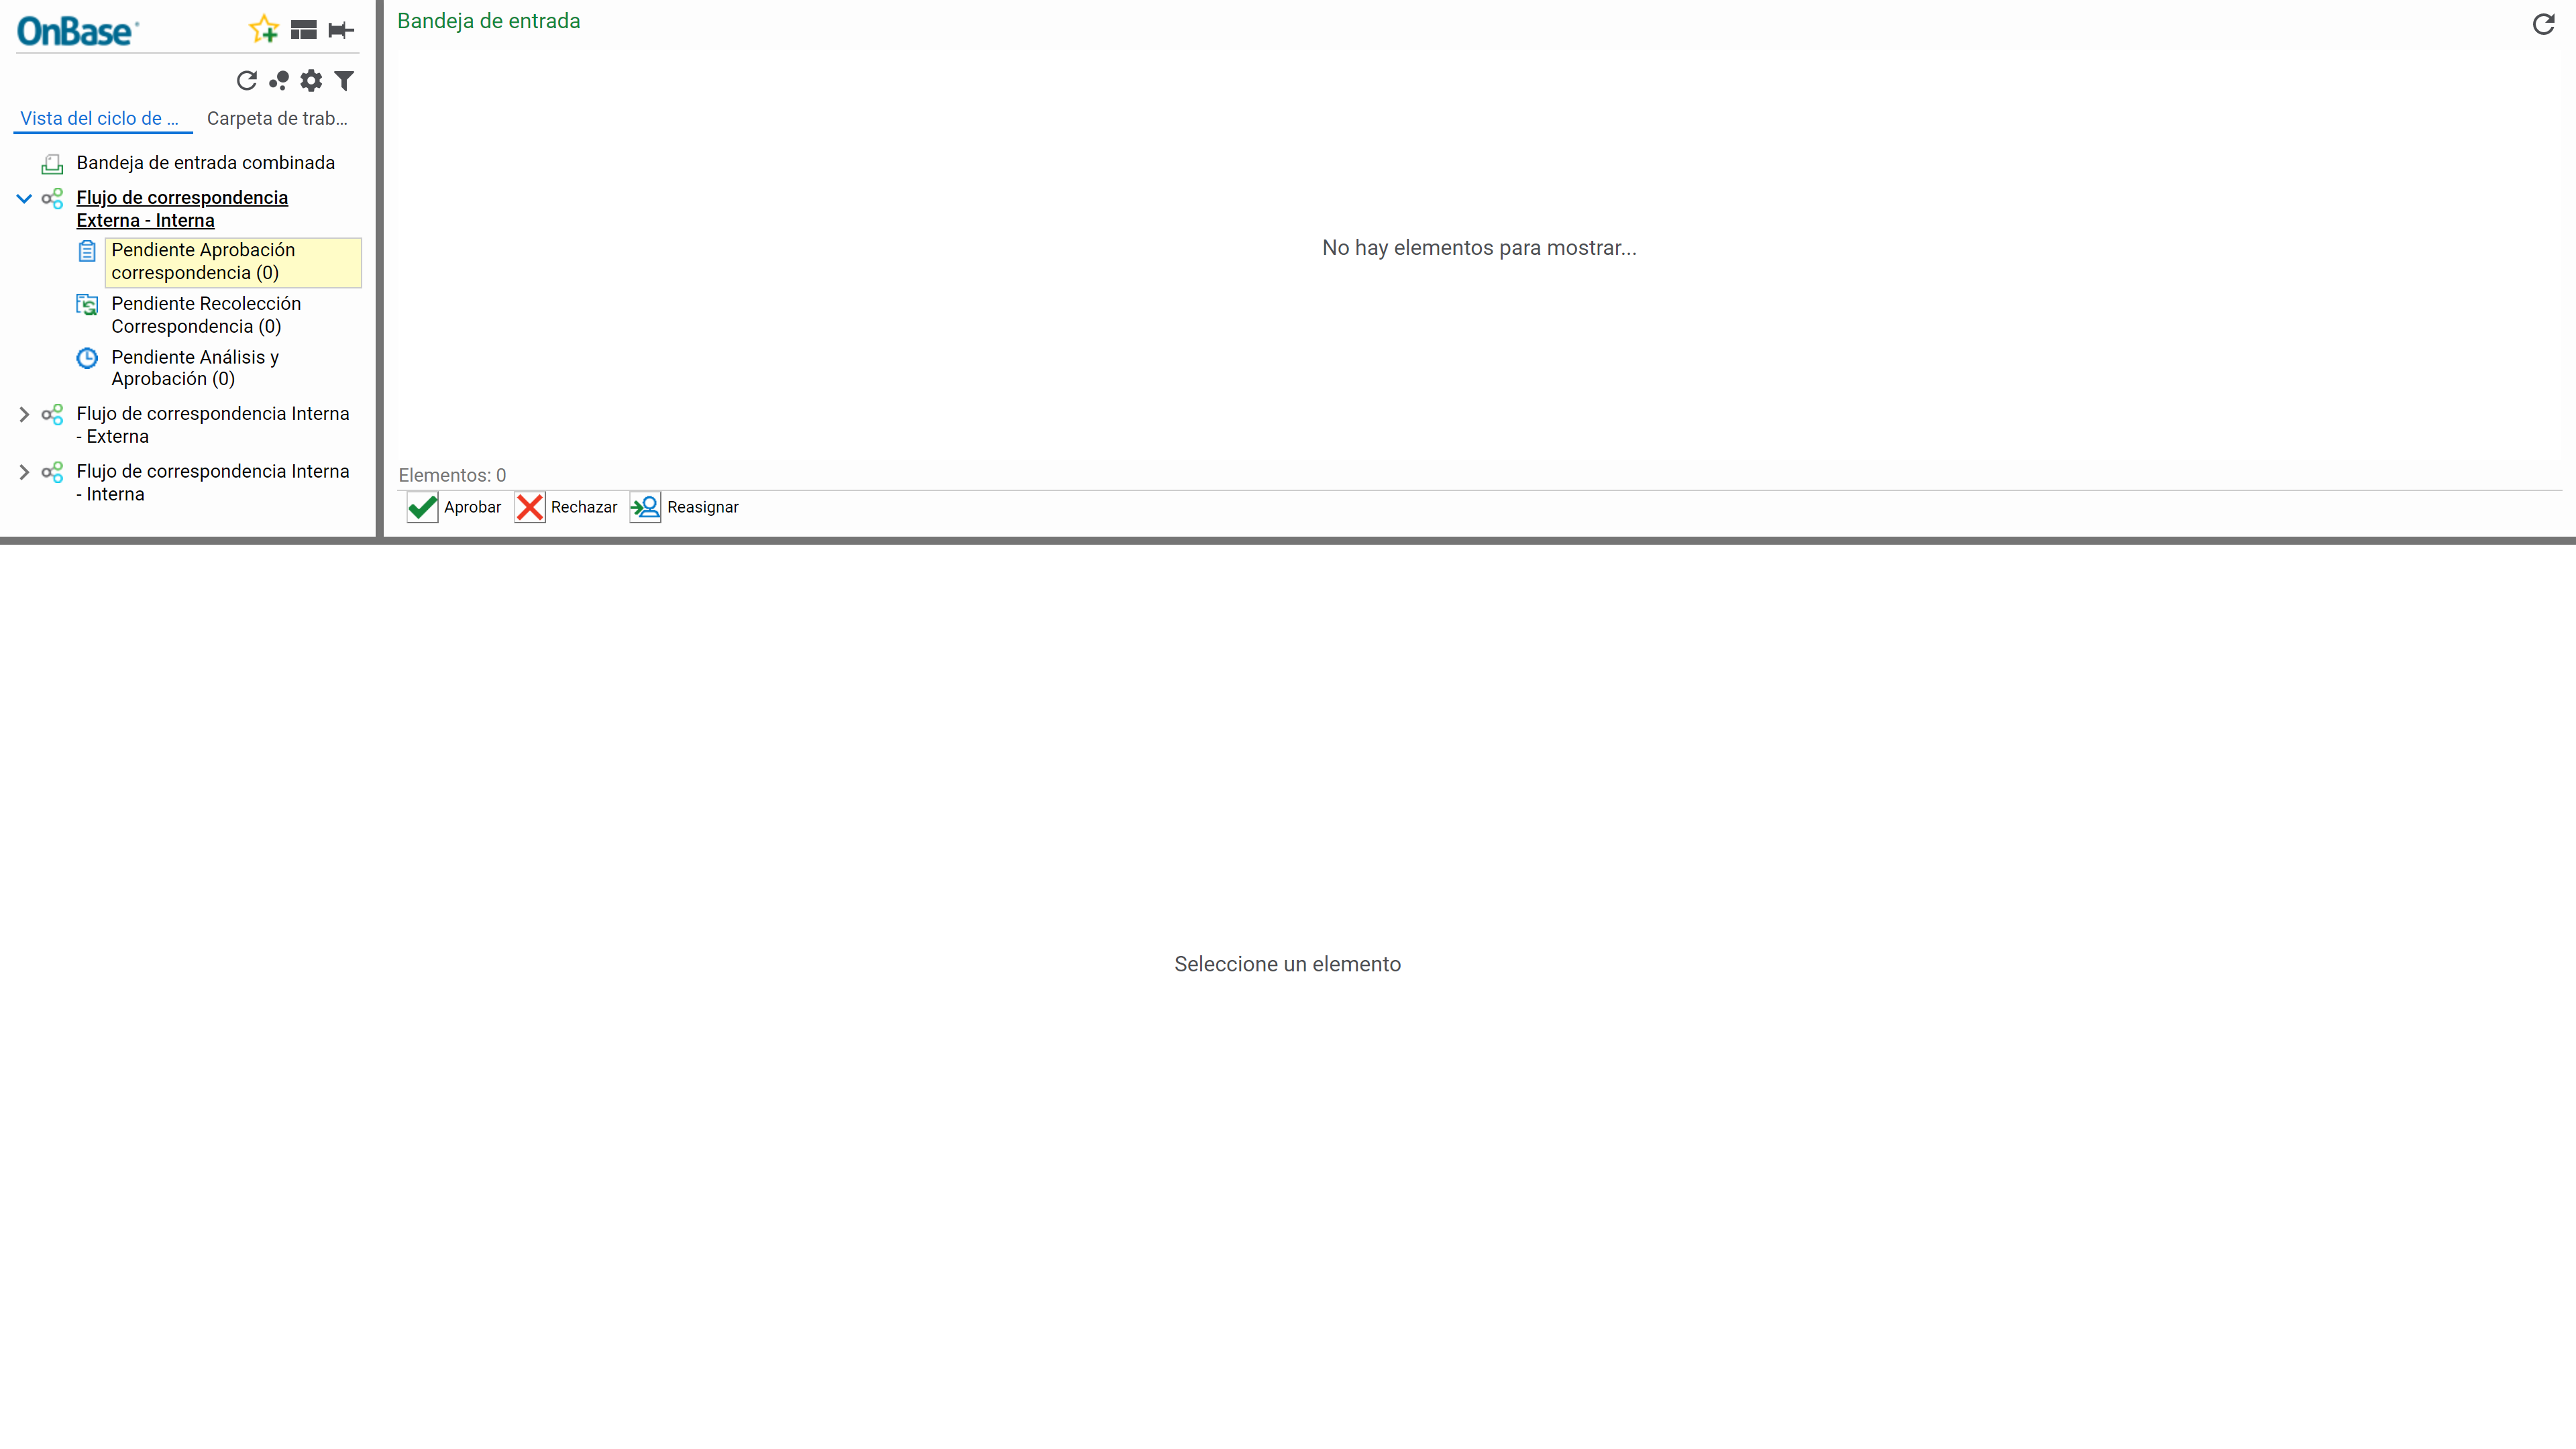 OnBase
Vista del ciclo de ...
Carpeta de trab...
Bandeja de entrada combinada
Flujo de correspondencia
Externa - Interna
Pendiente Aprobación
correspondencia (0)
Pendiente Recolección
Correspondencia (0)
Pendiente Análisis y
Aprobación (0)
Flujo de correspondencia Interna
- Externa
Flujo de correspondencia Interna
- Interna
Bandeja de entrada
No hay elementos para mostrar...
Elementos: 0
Aprobar
Rechazar
Reasignar
Seleccione un elemento